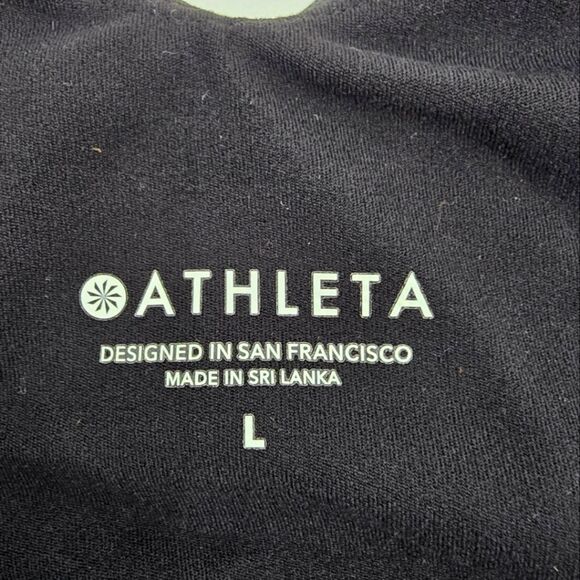 ATHLETA
DESIGNED IN SAN FRANCISCO
MADE IN SRI LANKA
L